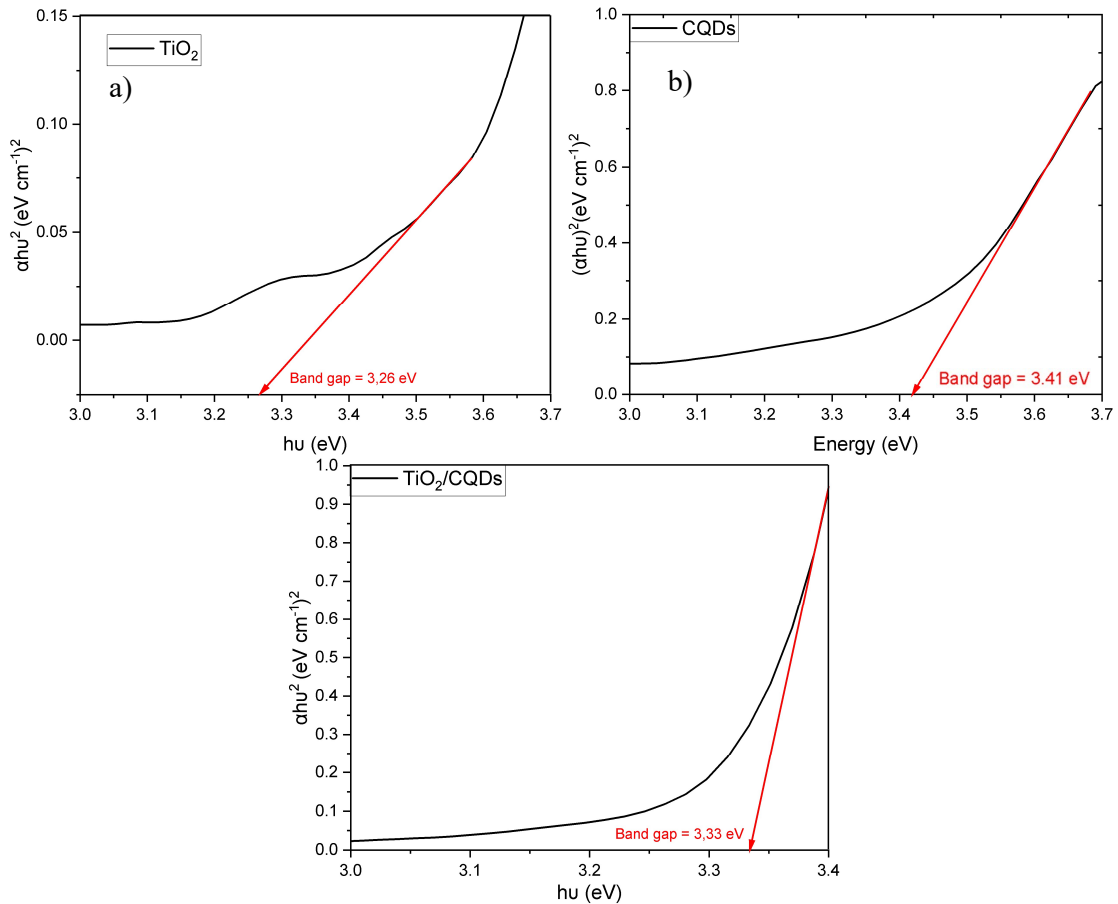 TiO₂
a)
αhυ² (eV cm⁻¹)²
0.15
0.10
0.05
0.00
Band gap = 3,26 eV
3.0 3.1 3.2 3.3 3.4 3.5 3.6 3.7
hυ (eV)
CQDs
b)
(αhυ)²(eV cm⁻¹)²
1.0
0.8
0.6
0.4
0.2
0.0
Band gap = 3.41 eV
3.0 3.1 3.2 3.3 3.4 3.5 3.6 3.7
Energy (eV)
TiO₂/CQDs
αhυ² (eV cm⁻¹)²
1.0
0.9
0.8
0.7
0.6
0.5
0.4
0.3
0.2
0.1
0.0
Band gap = 3,33 eV
3.0 3.1 3.2 3.3 3.4
hυ (eV)